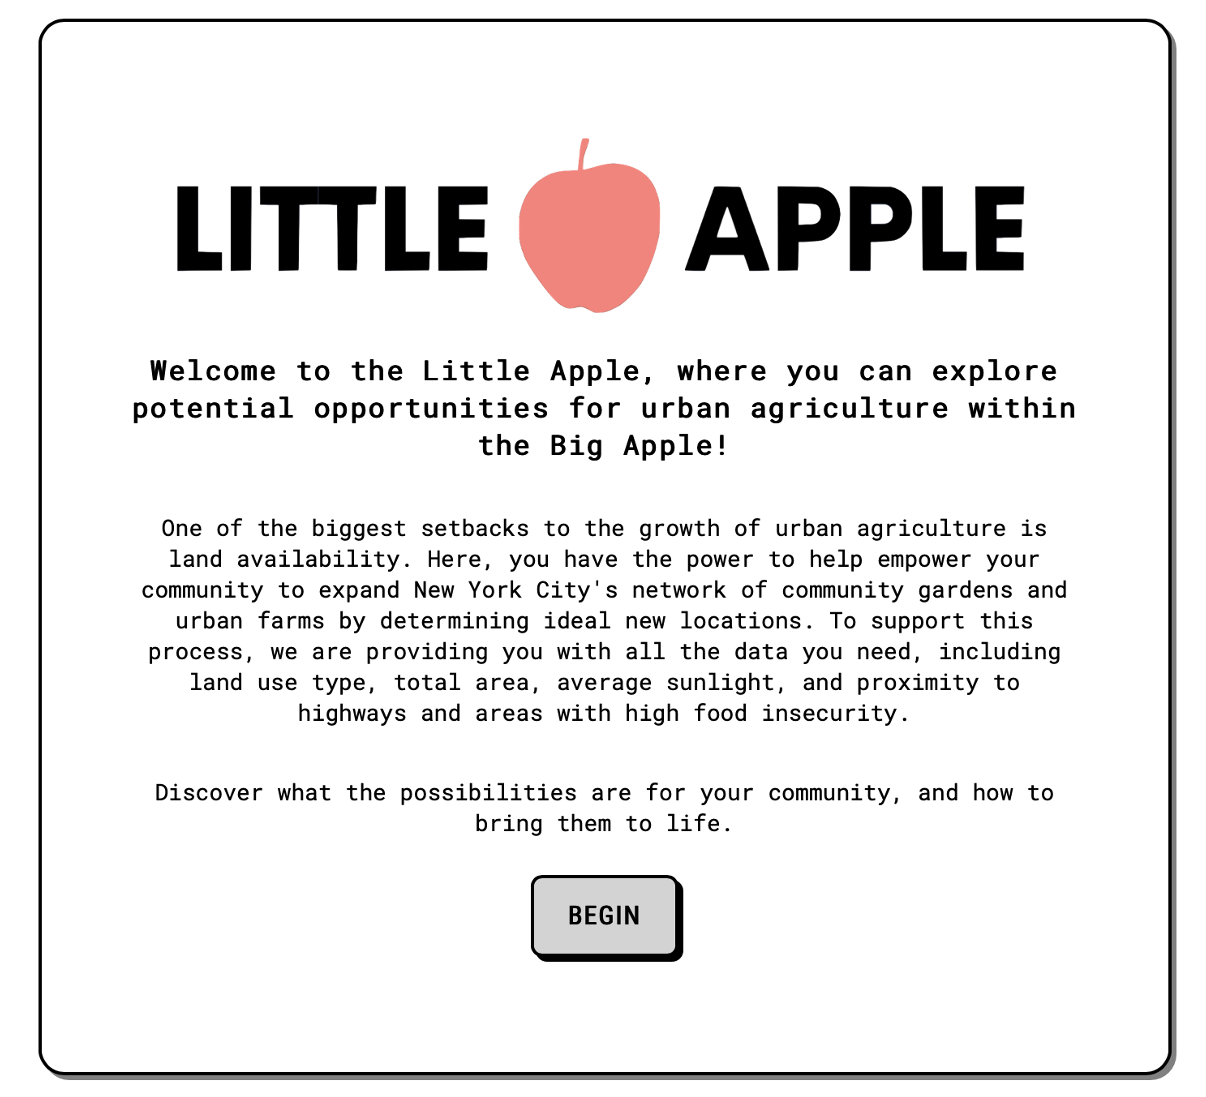 LITTLE APPLE
Welcome to the Little Apple, where you can explore
potential opportunities for urban agriculture within
the Big Apple!
One of the biggest setbacks to the growth of urban agriculture is
land availability. Here, you have the power to help empower your
community to expand New York City's network of community gardens and
urban farms by determining ideal new locations. To support this
process, we are providing you with all the data you need, including
land use type, total area, average sunlight, and proximity to
highways and areas with high food insecurity.
Discover what the possibilities are for your community, and how to
bring them to life.
BEGIN